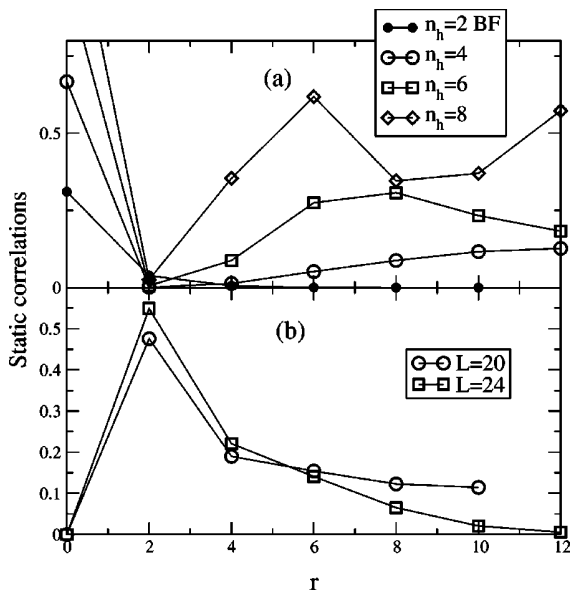 n_h=2 BF
n_h=4
n_h=6
n_h=8
(a)
0.5
0
Static correlations
(b)
L=20
L=24
0.5
0.4
0.3
0.2
0.1
0
0 2 4 6 8 10 12
r